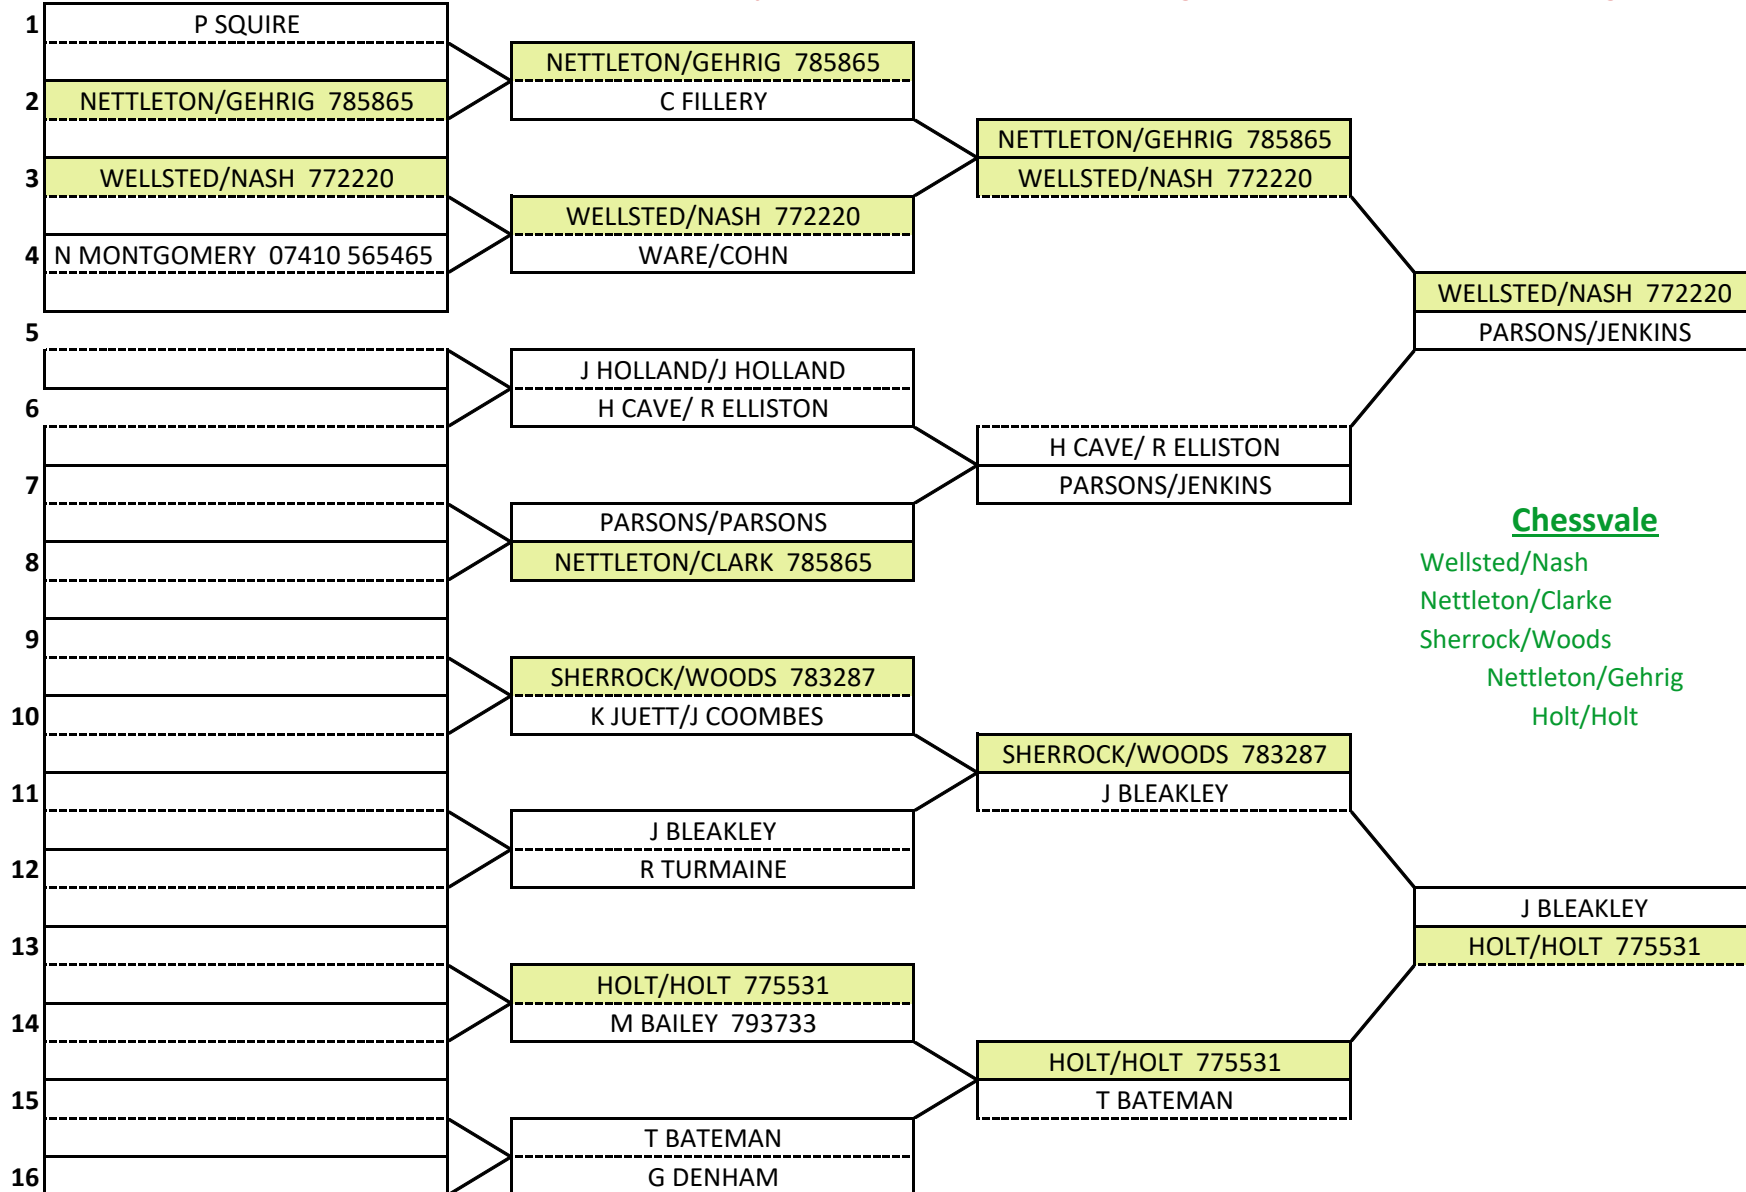 1 P SQUIRE
2 NETTLETON/GEHRIG 785865
3 WELLSTED/NASH 772220
4 N MONTGOMERY 07410 565465
5
6
7
8
9
10
11
12
13
14
15
16
NETTLETON/GEHRIG 785865
C FILLERY
WELLSTED/NASH 772220
WARE/COHN
J HOLLAND/J HOLLAND
H CAVE/ R ELLISTON
PARSONS/PARSONS
NETTLETON/CLARK 785865
SHERROCK/WOODS 783287
K JUETT/J COOMBES
J BLEAKLEY
R TURMAINE
HOLT/HOLT 775531
M BAILEY 793733
T BATEMAN
G DENHAM
NETTLETON/GEHRIG 785865
WELLSTED/NASH 772220
H CAVE/ R ELLISTON
PARSONS/JENKINS
SHERROCK/WOODS 783287
J BLEAKLEY
HOLT/HOLT 775531
T BATEMAN
WELLSTED/NASH 772220
PARSONS/JENKINS
Chessvale
Wellsted/Nash
Nettleton/Clarke
Sherrock/Woods
Nettleton/Gehrig
Holt/Holt
J BLEAKLEY
HOLT/HOLT 775531